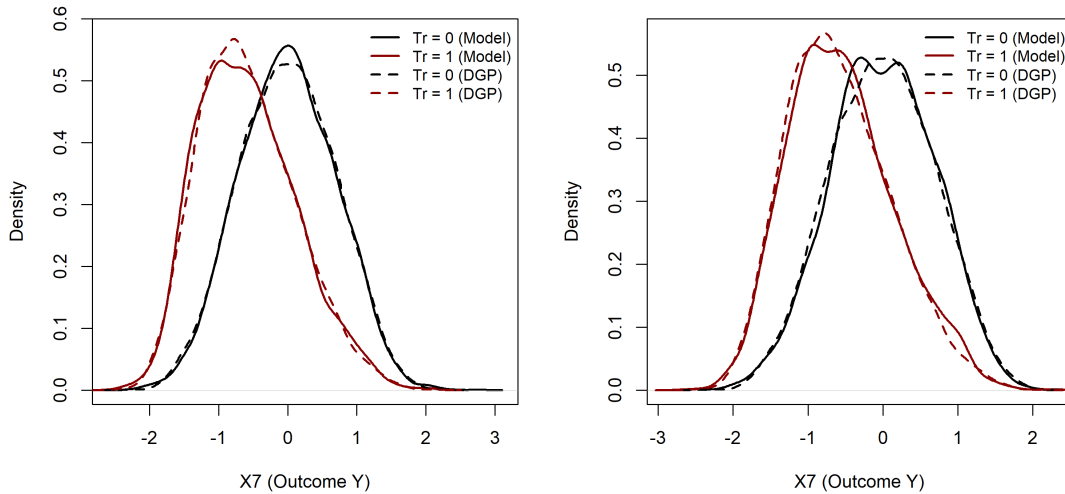 Tr = 0 (Model)
Tr = 1 (Model)
Tr = 0 (DGP)
Tr = 1 (DGP)
Density
0.0 0.1 0.2 0.3 0.4 0.5 0.6
-2 -1 0 1 2 3
X7 (Outcome Y)
Tr = 0 (Model)
Tr = 1 (Model)
Tr = 0 (DGP)
Tr = 1 (DGP)
Density
0.0 0.1 0.2 0.3 0.4 0.5
-3 -2 -1 0 1 2
X7 (Outcome Y)